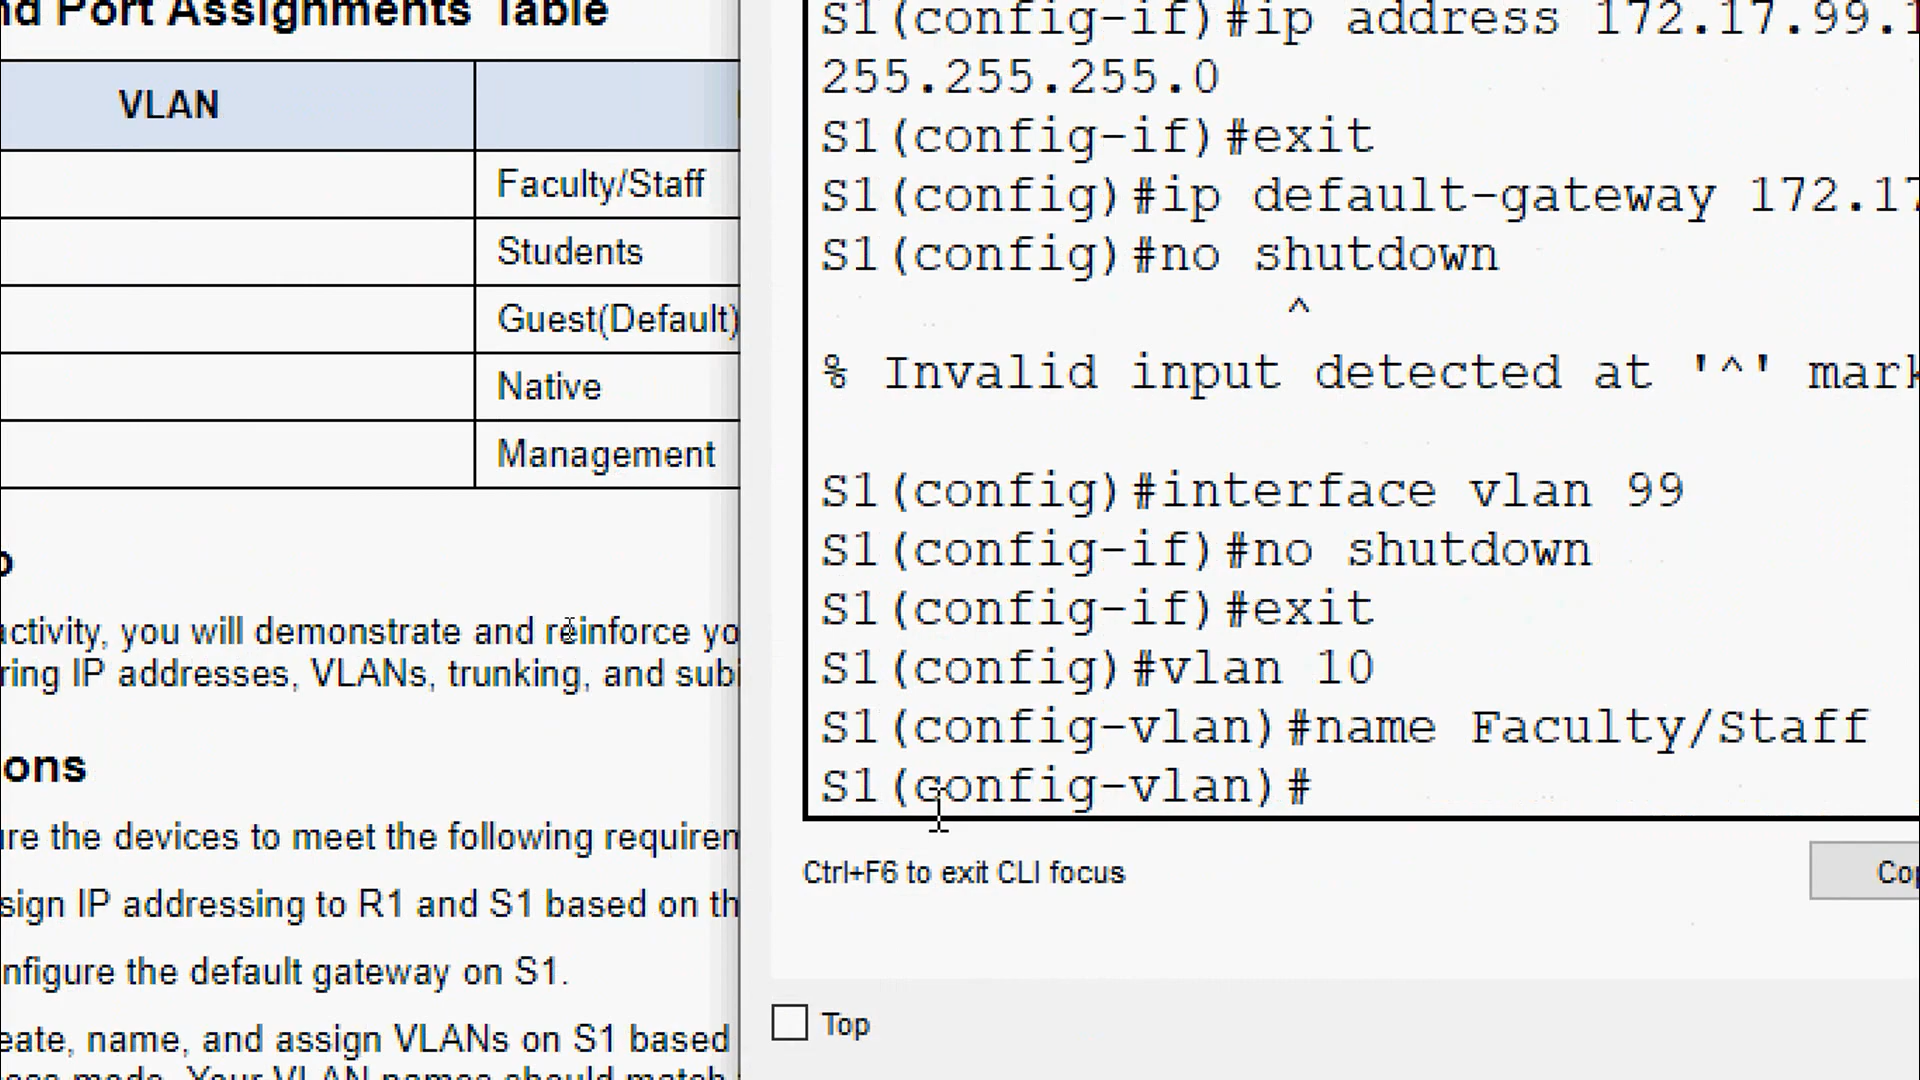 nd Port Assignments Table
VLAN
Faculty/Staff
Students
Guest(Default)
Native
Management
activity, you will demonstrate and reinforce yo
ring IP addresses, VLANs, trunking, and sub
ons
ure the devices to meet the following requirem
sign IP addressing to R1 and S1 based on th
nfigure the default gateway on S1.
eate, name, and assign VLANs on S1 based
S1(config-if)#ip address 172.17.99.1
255.255.255.0
S1(config-if)#exit
S1(config)#ip default-gateway 172.17
S1(config)#no shutdown
^
% Invalid input detected at '^' mark
S1(config)#interface vlan 99
S1(config-if)#no shutdown
S1(config-if)#exit
S1(config)#vlan 10
S1(config-vlan)#name Faculty/Staff
S1(config-vlan)#
Ctrl+F6 to exit CLI focus
Cop
Top